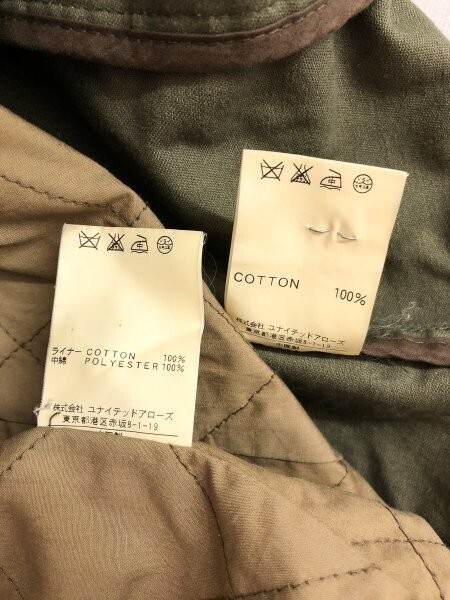 中
COTTON 100%
株式会社 ユナイテッドアローズ
東京都港区赤坂8-1-19
中
ライナー COTTON 100%
中綿 POLYESTER 100%
株式会社 ユナイテッドアローズ
東京都港区赤坂8-1-19